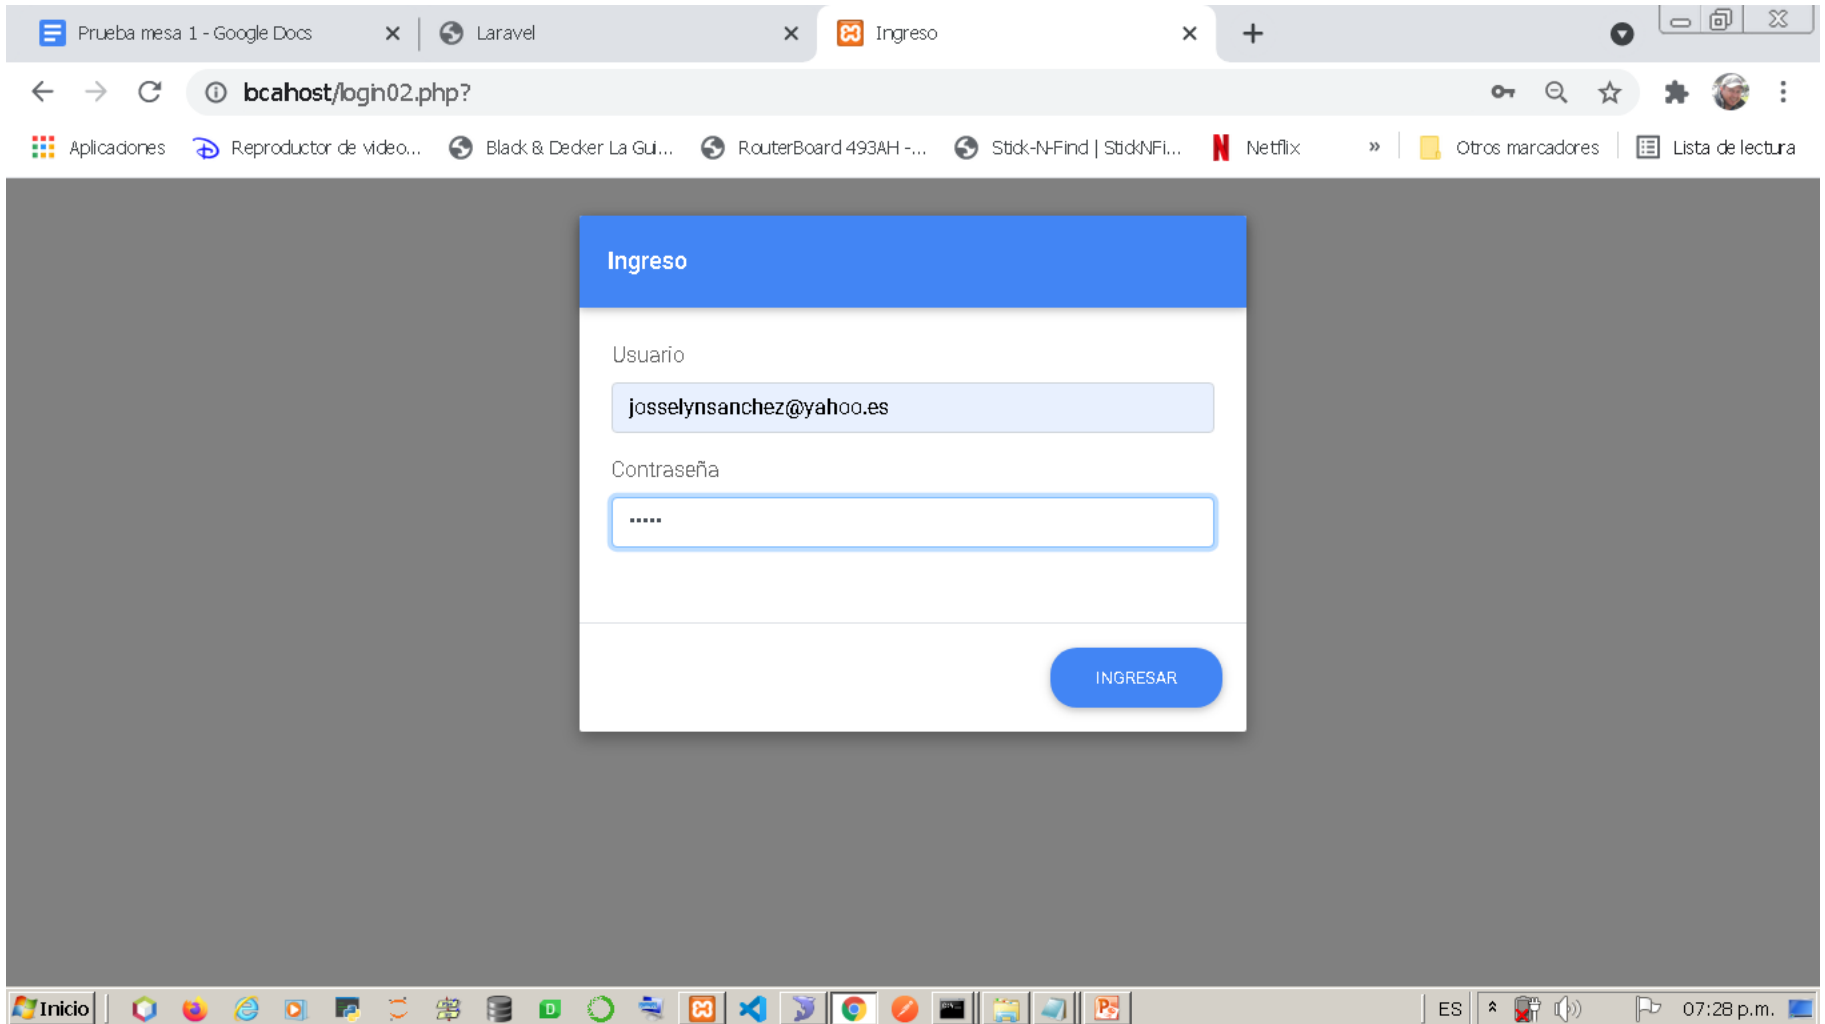 Prueba mesa 1 - Google Docs
Laravel
Ingreso
bcahost/login02.php?
Aplicaciones
Reproductor de video...
Black & Decker La Gui...
RouterBoard 493AH -...
Stick-N-Find | StickNFi...
Netflix
»
Otros marcadores
Lista de lectura
Ingreso
Usuario
josselynsanchez@yahoo.es
Contraseña
•••••
INGRESAR
Inicio
ES
07:28 p.m.